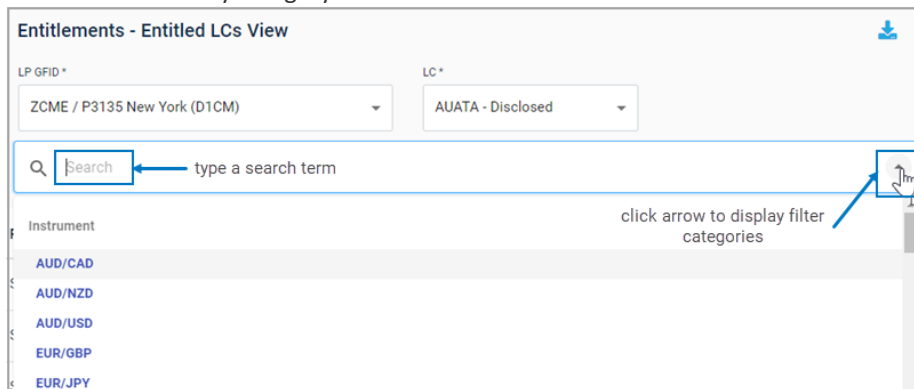 Entitlements - Entitled LCs View
LP GFID *
LC *
ZCME / P3135 New York (D1CM)
AUATA - Disclosed
Search
type a search term
click arrow to display filter
categories
Instrument
AUD/CAD
AUD/NZD
AUD/USD
EUR/GBP
EUR/JPY